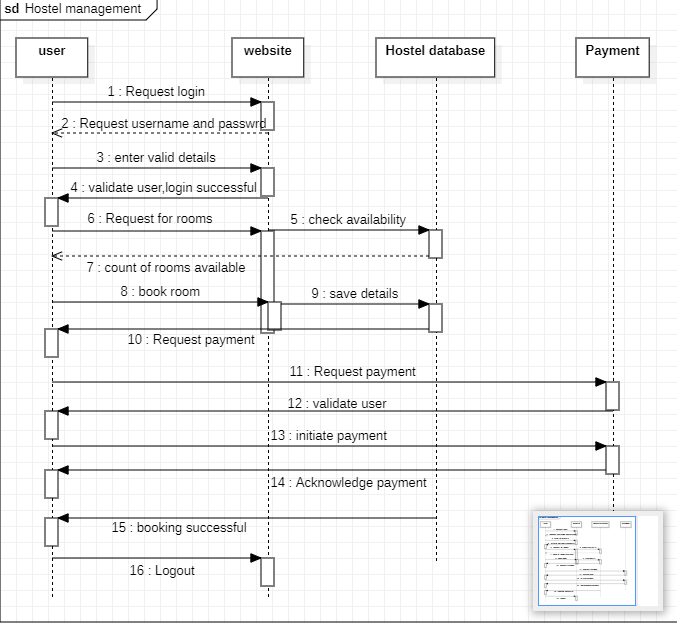 sd Hostel management
user
website
Hostel database
Payment
1 : Request login
2 : Request username and passwrd
3 : enter valid details
4 : validate user,login successful
6 : Request for rooms
5 : check availability
7 : count of rooms available
8 : book room
9 : save details
10 : Request payment
11 : Request payment
12 : validate user
13 : initiate payment
14 : Acknowledge payment
15 : booking successful
16 : Logout